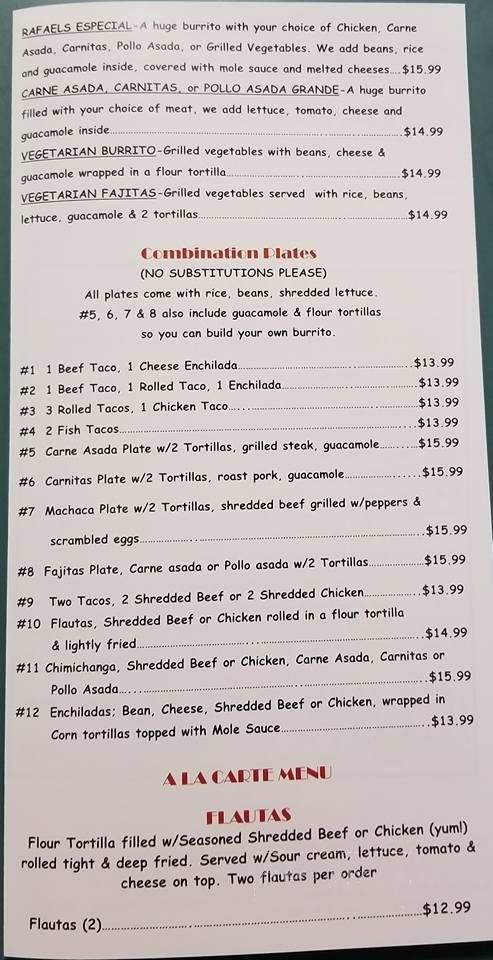 RAFAELS ESPECIAL-A huge burrito with your choice of Chicken, Carne
Asada, Carnitas, Pollo Asada, or Grilled Vegetables. We add beans, rice
and guacamole inside, covered with mole sauce and melted cheeses....$15.99
CARNE ASADA, CARNITAS, or POLLO ASADA GRANDE-A huge burrito
filled with your choice of meat, we add lettuce, tomato, cheese and
guacamole inside.....$14.99
VEGETARIAN BURRITO-Grilled vegetables with beans, cheese &
guacamole wrapped in a flour tortilla.....$14.99
VEGETARIAN FAJITAS-Grilled vegetables served with rice, beans,
lettuce, guacamole & 2 tortillas.....$14.99
Combination Plates
(NO SUBSTITUTIONS PLEASE)
All plates come with rice, beans, shredded lettuce.
#5, 6, 7 & 8 also include guacamole & flour tortillas
so you can build your own burrito.
#1 1 Beef Taco, 1 Cheese Enchilada.....$13.99
#2 1 Beef Taco, 1 Rolled Taco, 1 Enchilada.....$13.99
#3 3 Rolled Tacos, 1 Chicken Taco.....$13.99
#4 2 Fish Tacos.....$13.99
#5 Carne Asada Plate w/2 Tortillas, grilled steak, guacamole.....$15.99
#6 Carnitas Plate w/2 Tortillas, roast pork, guacamole.....$15.99
#7 Machaca Plate w/2 Tortillas, shredded beef grilled w/peppers &
scrambled eggs.....$15.99
#8 Fajitas Plate, Carne asada or Pollo asada w/2 Tortillas.....$15.99
#9 Two Tacos, 2 Shredded Beef or 2 Shredded Chicken.....$13.99
#10 Flautas, Shredded Beef or Chicken rolled in a flour tortilla
& lightly fried.....$14.99
#11 Chimichanga, Shredded Beef or Chicken, Carne Asada, Carnitas or
Pollo Asada.....$15.99
#12 Enchiladas; Bean, Cheese, Shredded Beef or Chicken, wrapped in
Corn tortillas topped with Mole Sauce.....$13.99
A LA CARTE MENU
FLAUTAS
Flour Tortilla filled w/Seasoned Shredded Beef or Chicken (yum!)
rolled tight & deep fried. Served w/Sour cream, lettuce, tomato &
cheese on top. Two flautas per order
Flautas (2).....$12.99